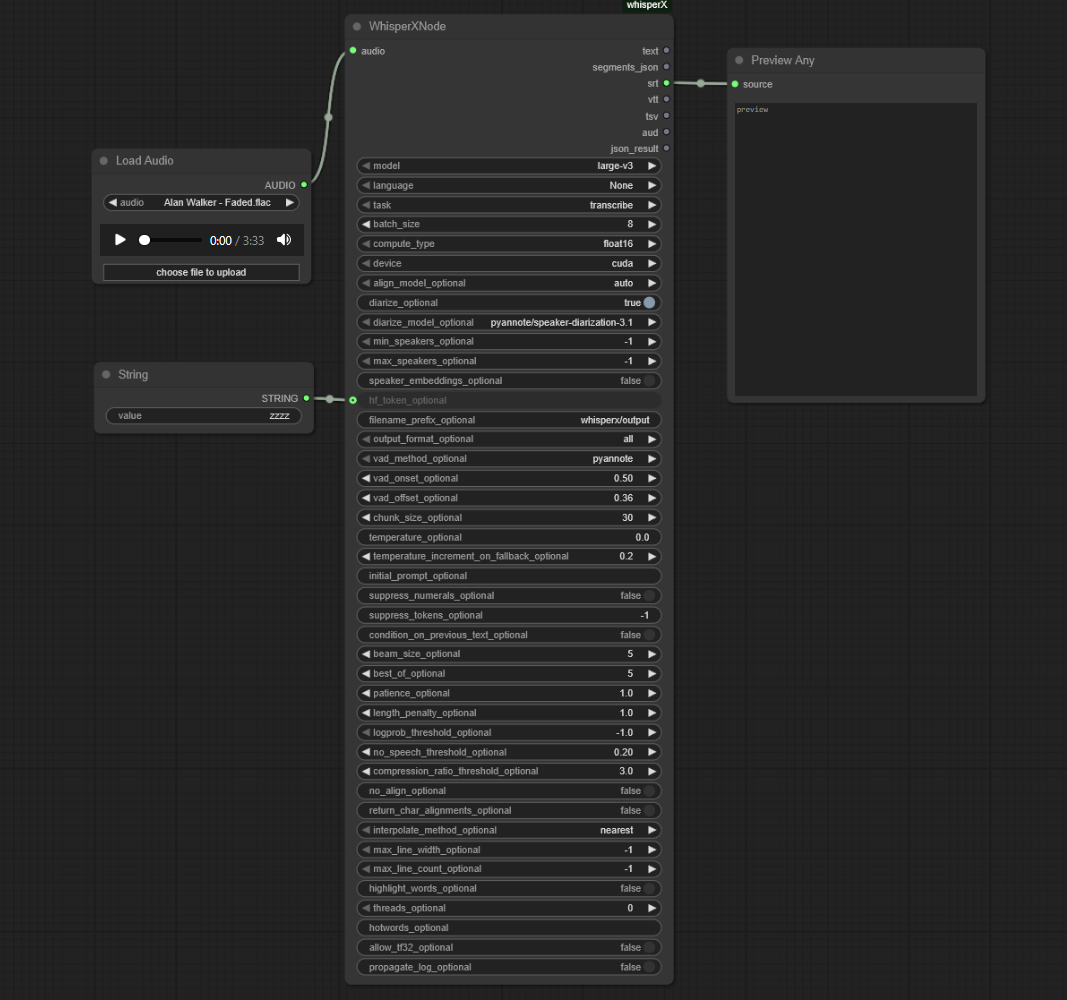 whisperX
WhisperXNode
audio
text
segments_json
srt
vtt
tsv
aud
json_result
model large-v3
language None
task transcribe
batch_size 8
compute_type float16
device cuda
align_model_optional auto
diarize_optional true
diarize_model_optional pyannote/speaker-diarization-3.1
min_speakers_optional -1
max_speakers_optional -1
speaker_embeddings_optional false
hf_token_optional
filename_prefix_optional whisperx/output
output_format_optional all
vad_method_optional pyannote
vad_onset_optional 0.50
vad_offset_optional 0.36
chunk_size_optional 30
temperature_optional 0.0
temperature_increment_on_fallback_optional 0.2
initial_prompt_optional
suppress_numerals_optional false
suppress_tokens_optional -1
condition_on_previous_text_optional false
beam_size_optional 5
best_of_optional 5
patience_optional 1.0
length_penalty_optional 1.0
logprob_threshold_optional -1.0
no_speech_threshold_optional 0.20
compression_ratio_threshold_optional 3.0
no_align_optional false
return_char_alignments_optional false
interpolate_method_optional nearest
max_line_width_optional -1
max_line_count_optional -1
highlight_words_optional false
threads_optional 0
hotwords_optional
allow_tf32_optional false
propagate_log_optional false
Load Audio
AUDIO
audio Alan Walker - Faded.flac
0:00 / 3:33
choose file to upload
String
STRING
value zzzz
Preview Any
source
preview